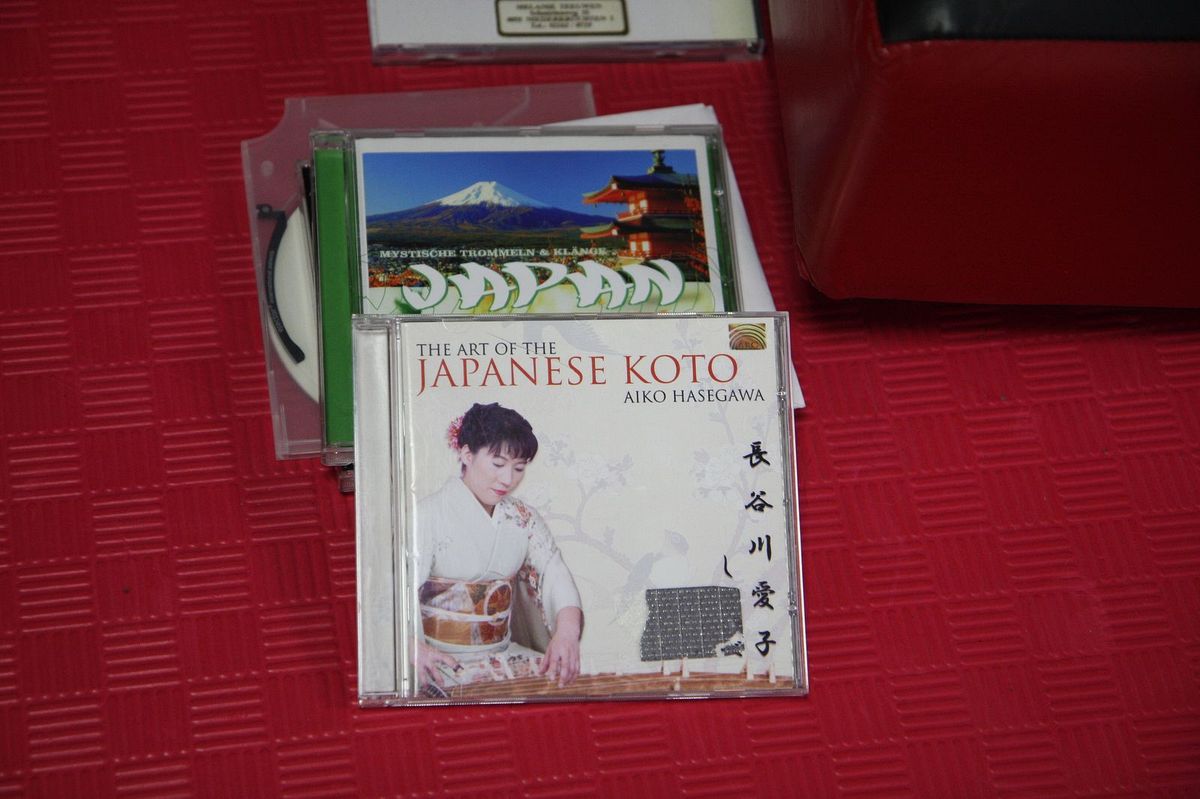 MYSTISCHE TROMMELN & KLÄNGE
JAPAN
THE ART OF THE
JAPANESE KOTO
AIKO HASEGAWA
長谷川愛子